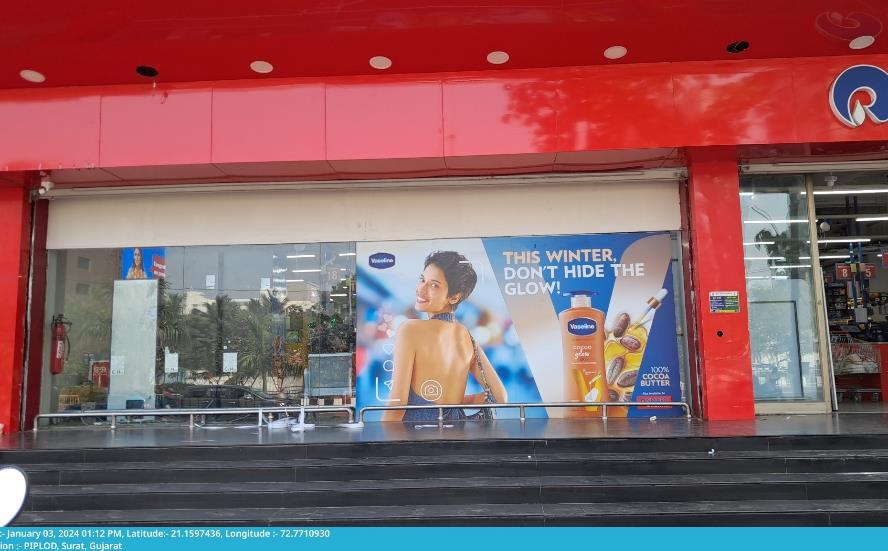 Vaseline
THIS WINTER,
DON'T HIDE THE
GLOW!
Vaseline
cocoa
glow
100%
COCOA
BUTTER
8
:- January 03, 2024 01:12 PM, Latitude:- 21.1597436, Longitude :- 72.7710930
ion :- PIPLOD, Surat, Gujarat